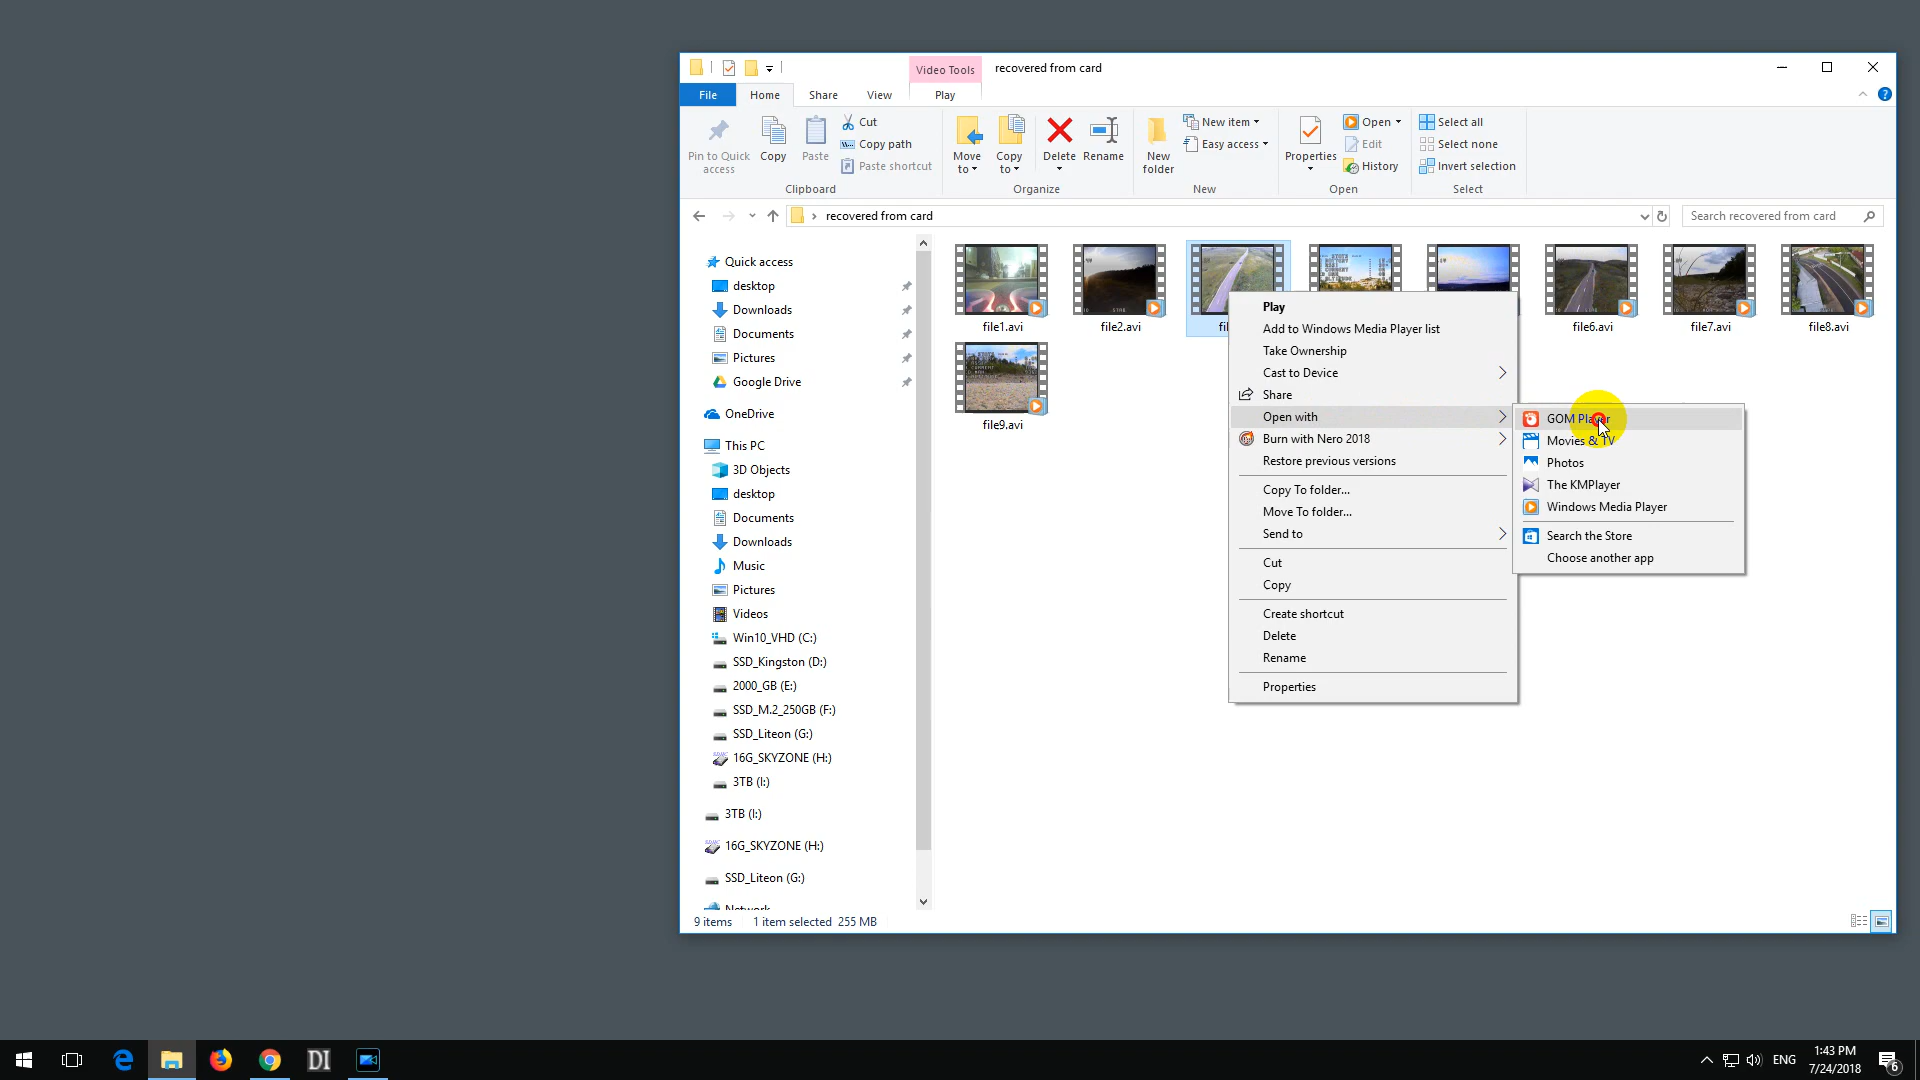 Video Tools
recovered from card
File
Home
Share
View
Play
Pin to Quick access
Copy
Paste
Cut
Copy path
Paste shortcut
Clipboard
Move to
Copy to
Delete
Rename
Organize
New folder
New item
Easy access
New
Properties
Open
Edit
History
Open
Select all
Select none
Invert selection
Select
recovered from card
Search recovered from card
Quick access
desktop
Downloads
Documents
Pictures
Google Drive
OneDrive
This PC
3D Objects
desktop
Documents
Downloads
Music
Pictures
Videos
Win10_VHD (C:)
SSD_Kingston (D:)
2000_GB (E:)
SSD_M.2_250GB (F:)
SSD_Liteon (G:)
16G_SKYZONE (H:)
3TB (I:)
3TB (I:)
16G_SKYZONE (H:)
SSD_Liteon (G:)
Network
file1.avi
file2.avi
file6.avi
file7.avi
file8.avi
file9.avi
Play
Add to Windows Media Player list
Take Ownership
Cast to Device
Share
Open with
Burn with Nero 2018
Restore previous versions
Copy To folder...
Move To folder...
Send to
Cut
Copy
Create shortcut
Delete
Rename
Properties
GOM Player
Movies & TV
Photos
The KMPlayer
Windows Media Player
Search the Store
Choose another app
9 items
1 item selected 255 MB
DI
ENG
1:43 PM
7/24/2018
6